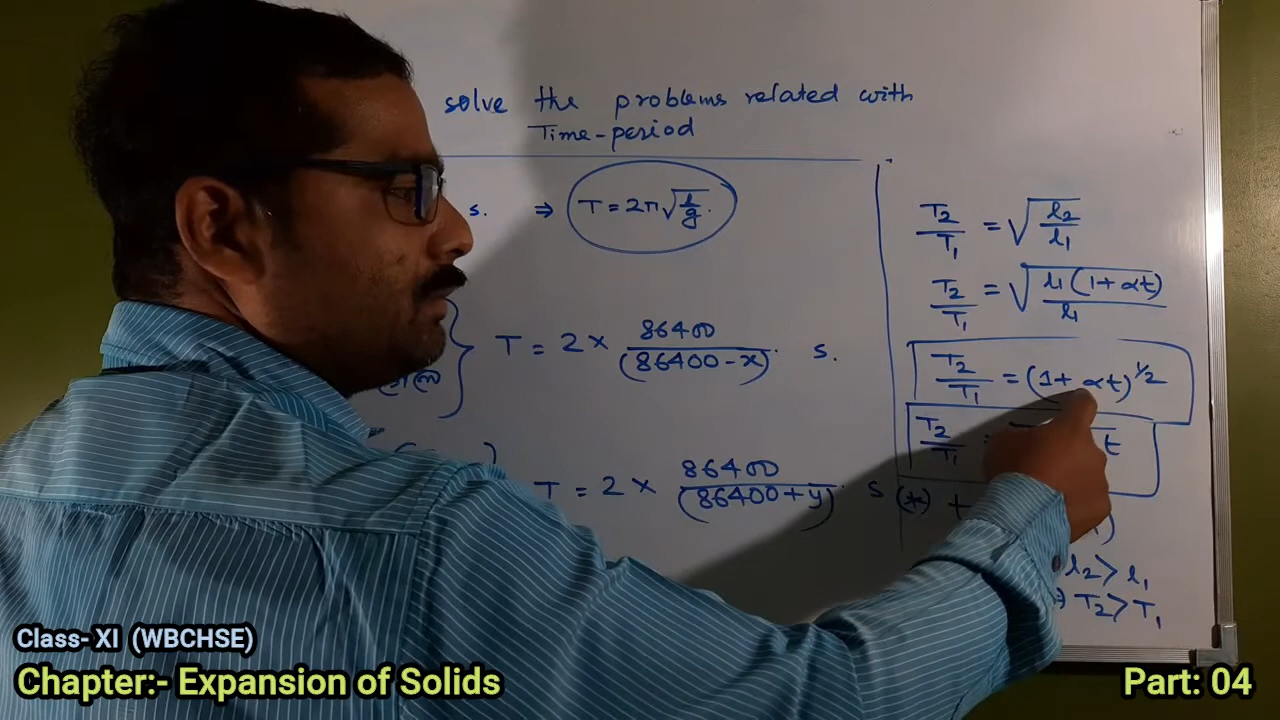 solve the problems related with
Time-period
s. ⇒ T = 2π√(l/g).
T = 2 × 86400/(86400 - x) s.
T = 2 × 86400/(86400 + y) s
T₂/T₁ = √(l₂/l₁)
T₂/T₁ = √(l₁(1+αt)/l₁)
T₂/T₁ = (1+αt)^1/2
T₂/T₁ = t
(*) +
l₂ > l₁
⇒ T₂ > T₁
Class- XI (WBCHSE)
Chapter:- Expansion of Solids
Part: 04